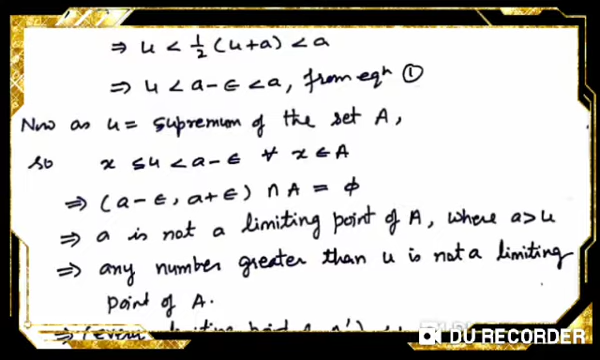 ⇒ u < 1/2 (u+a) < a
⇒ u < a-ϵ < a, from eqn ①
Now as u = supremum of the set A,
so x ≤ u < a-ϵ ∀ x ∈ A
⇒ (a-ϵ, a+ϵ) ∩ A = ϕ
⇒ a is not a limiting point of A, where a>u
⇒ any number greater than u is not a limiting
point of A.
DU RECORDER